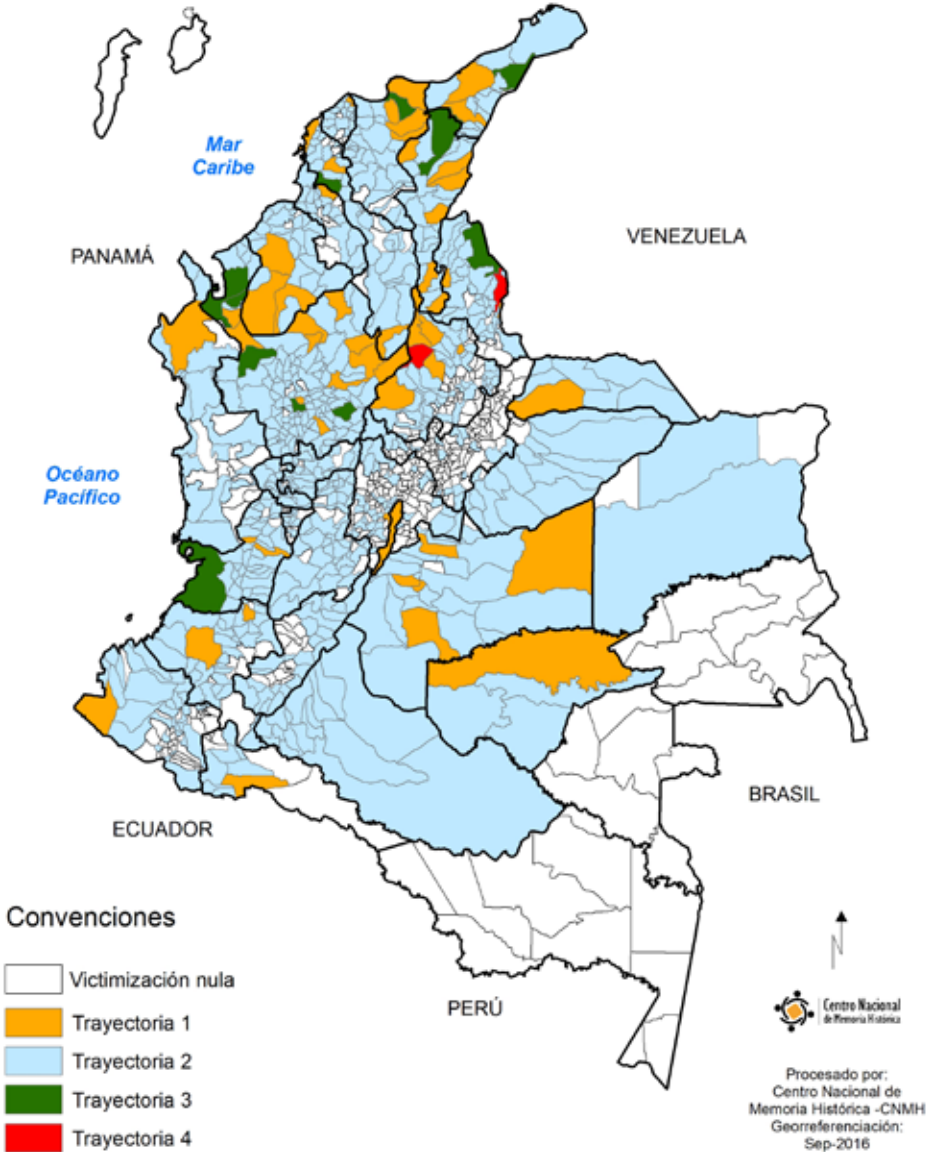 Mar
Caribe
VENEZUELA
PANAMÁ
Océano
Pacífico
BRASIL
ECUADOR
PERÚ
Convenciones
Victimización nula
Trayectoria 1
Trayectoria 2
Trayectoria 3
Trayectoria 4
N
Centro Nacional
de Memoria Histórica
Procesado por:
Centro Nacional de
Memoria Histórica -CNMH
Georreferenciación:
Sep-2016